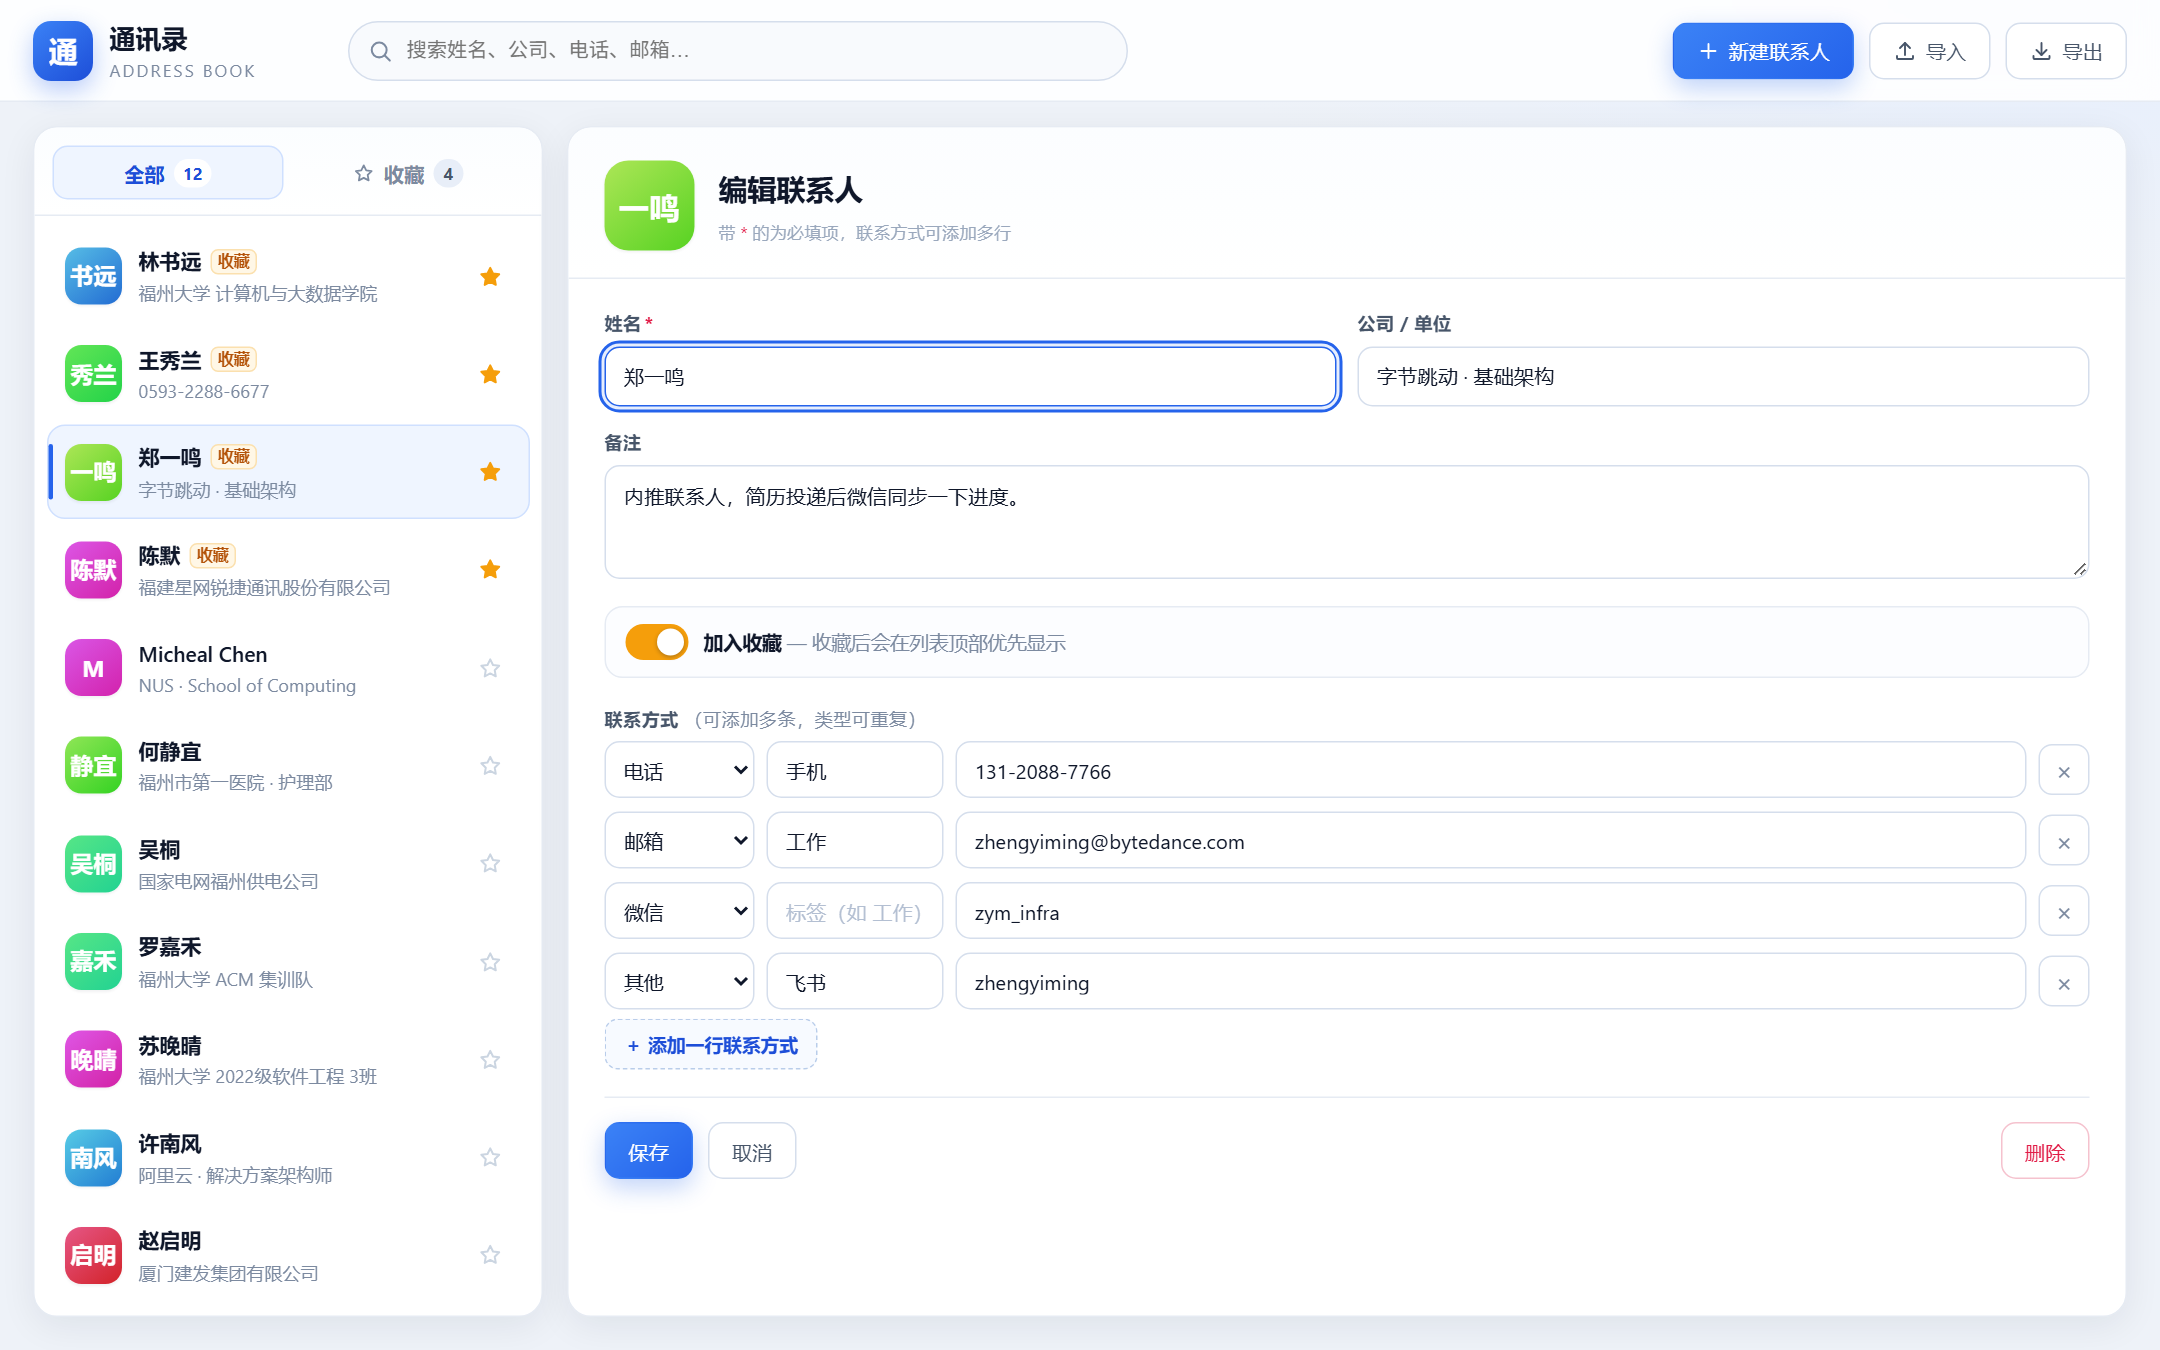 通
通讯录
ADDRESS BOOK
搜索姓名、公司、电话、邮箱...
+ 新建联系人
导入
导出
全部 12
收藏 4
书远
林书远 收藏
福州大学 计算机与大数据学院
秀兰
王秀兰 收藏
0593-2288-6677
一鸣
郑一鸣 收藏
字节跳动 · 基础架构
陈默
陈默 收藏
福建星网锐捷通讯股份有限公司
M
Micheal Chen
NUS · School of Computing
静宜
何静宜
福州市第一医院 · 护理部
吴桐
吴桐
国家电网福州供电公司
嘉禾
罗嘉禾
福州大学 ACM 集训队
晚晴
苏晚晴
福州大学 2022级软件工程 3班
南风
许南风
阿里云 · 解决方案架构师
启明
赵启明
厦门建发集团有限公司
一鸣
编辑联系人
带 * 的为必填项，联系方式可添加多行
姓名 *
郑一鸣
公司 / 单位
字节跳动 · 基础架构
备注
内推联系人，简历投递后微信同步一下进度。
加入收藏 — 收藏后会在列表顶部优先显示
联系方式 （可添加多条，类型可重复）
电话 手机 131-2088-7766 ×
邮箱 工作 zhengyiming@bytedance.com ×
微信 标签（如 工作） zym_infra ×
其他 飞书 zhengyiming ×
+ 添加一行联系方式
保存
取消
删除